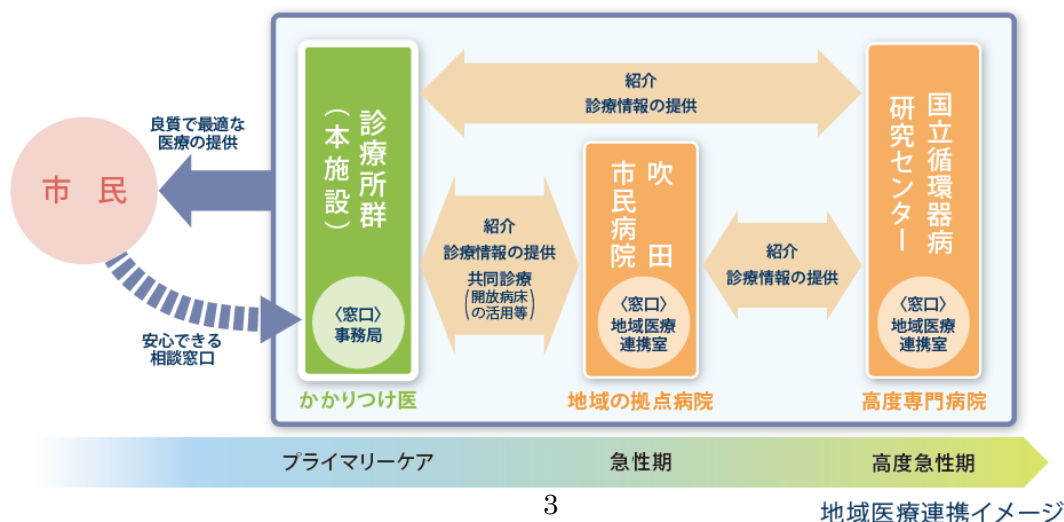 市民
良質で最適な
医療の提供
安心できる
相談窓口
診療所群
（本施設）
〈窓口〉
事務局
かかりつけ医
紹介
診療情報の提供
紹介
診療情報の提供
共同診療
(開放病床
の活用等)
吹田
市民病院
〈窓口〉
地域医療
連携室
地域の拠点病院
紹介
診療情報の提供
国立循環器病
研究センター
〈窓口〉
地域医療
連携室
高度専門病院
プライマリーケア
急性期
高度急性期
3
地域医療連携イメージ